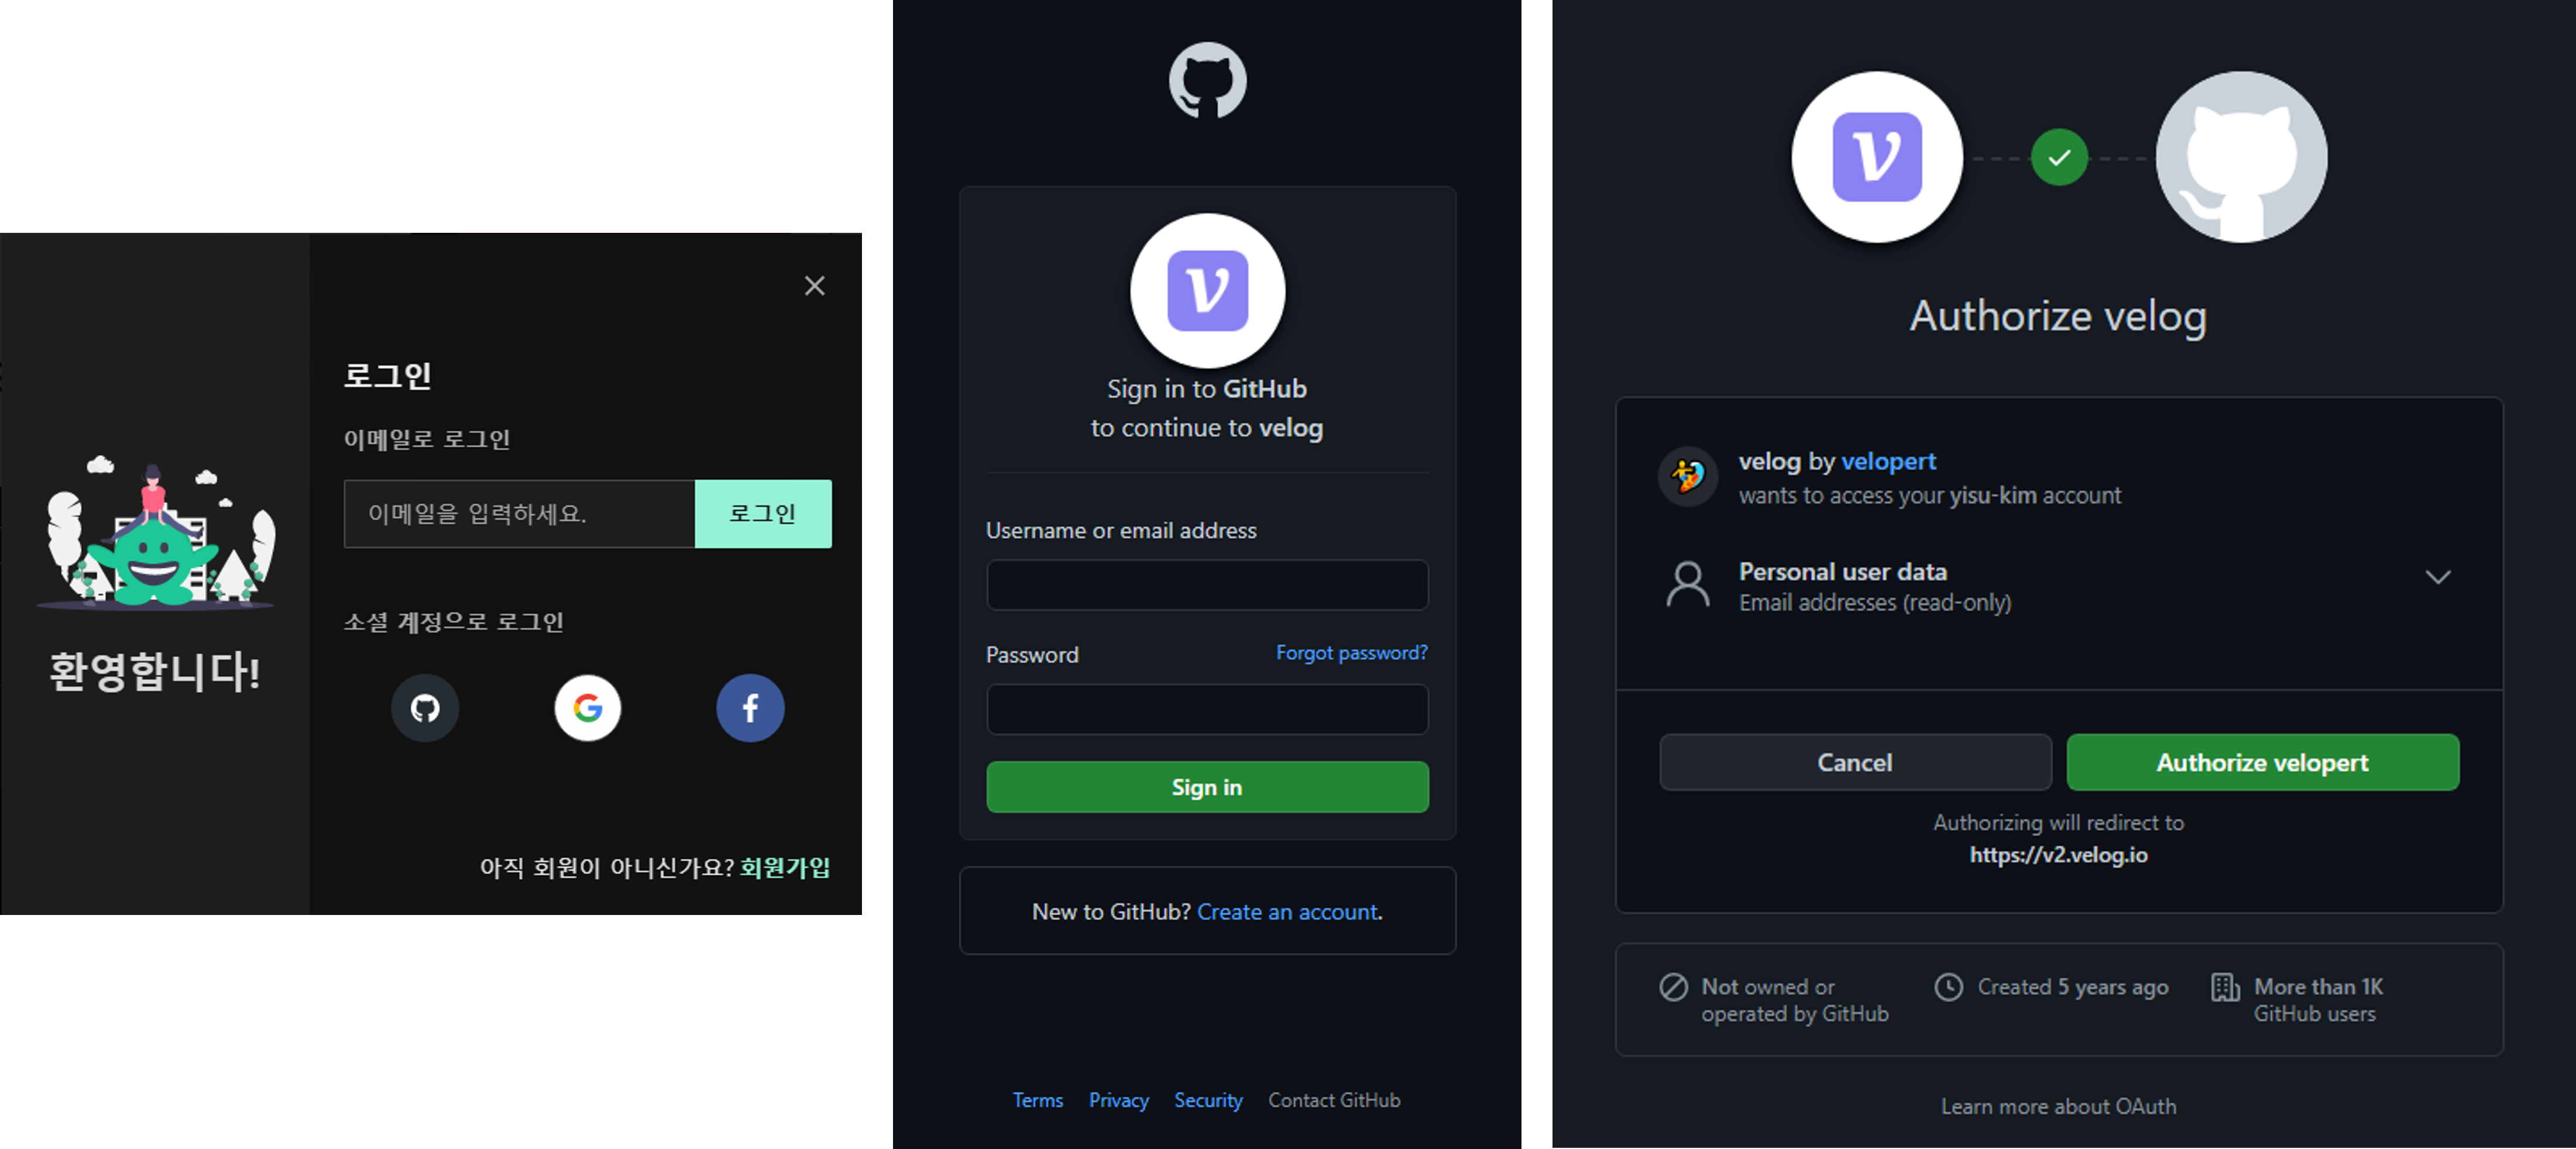 로그인
이메일로 로그인
이메일을 입력하세요.
로그인
소셜 계정으로 로그인
환영합니다!
아직 회원이 아니신가요? 회원가입
Sign in to GitHub
to continue to velog
Username or email address
Password
Forgot password?
Sign in
New to GitHub? Create an account.
Terms
Privacy
Security
Contact GitHub
Authorize velog
velog by velopert
wants to access your yisu-kim account
Personal user data
Email addresses (read-only)
Cancel
Authorize velopert
Authorizing will redirect to
https://v2.velog.io
Not owned or
operated by GitHub
Created 5 years ago
More than 1K
GitHub users
Learn more about OAuth